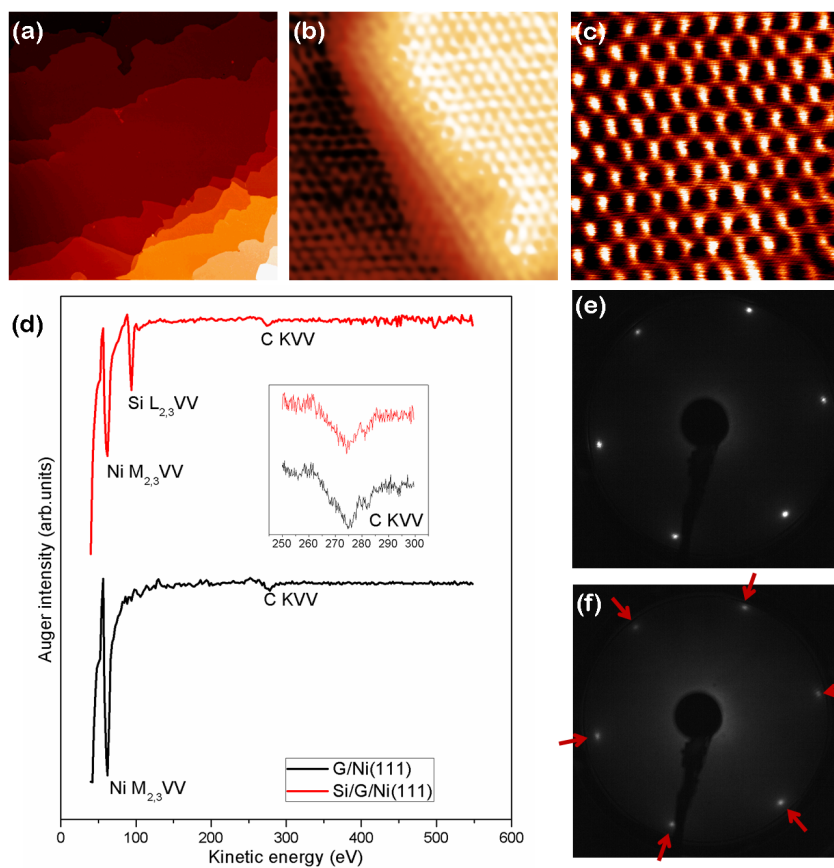 (a)
(b)
(c)
(d)
C KVV
Si L2,3VV
Ni M2,3VV
C KVV
250 260 270 280 290 300
C KVV
Ni M2,3VV
G/Ni(111)
Si/G/Ni(111)
Auger intensity (arb.units)
0 100 200 300 400 500 600
Kinetic energy (eV)
(e)
(f)